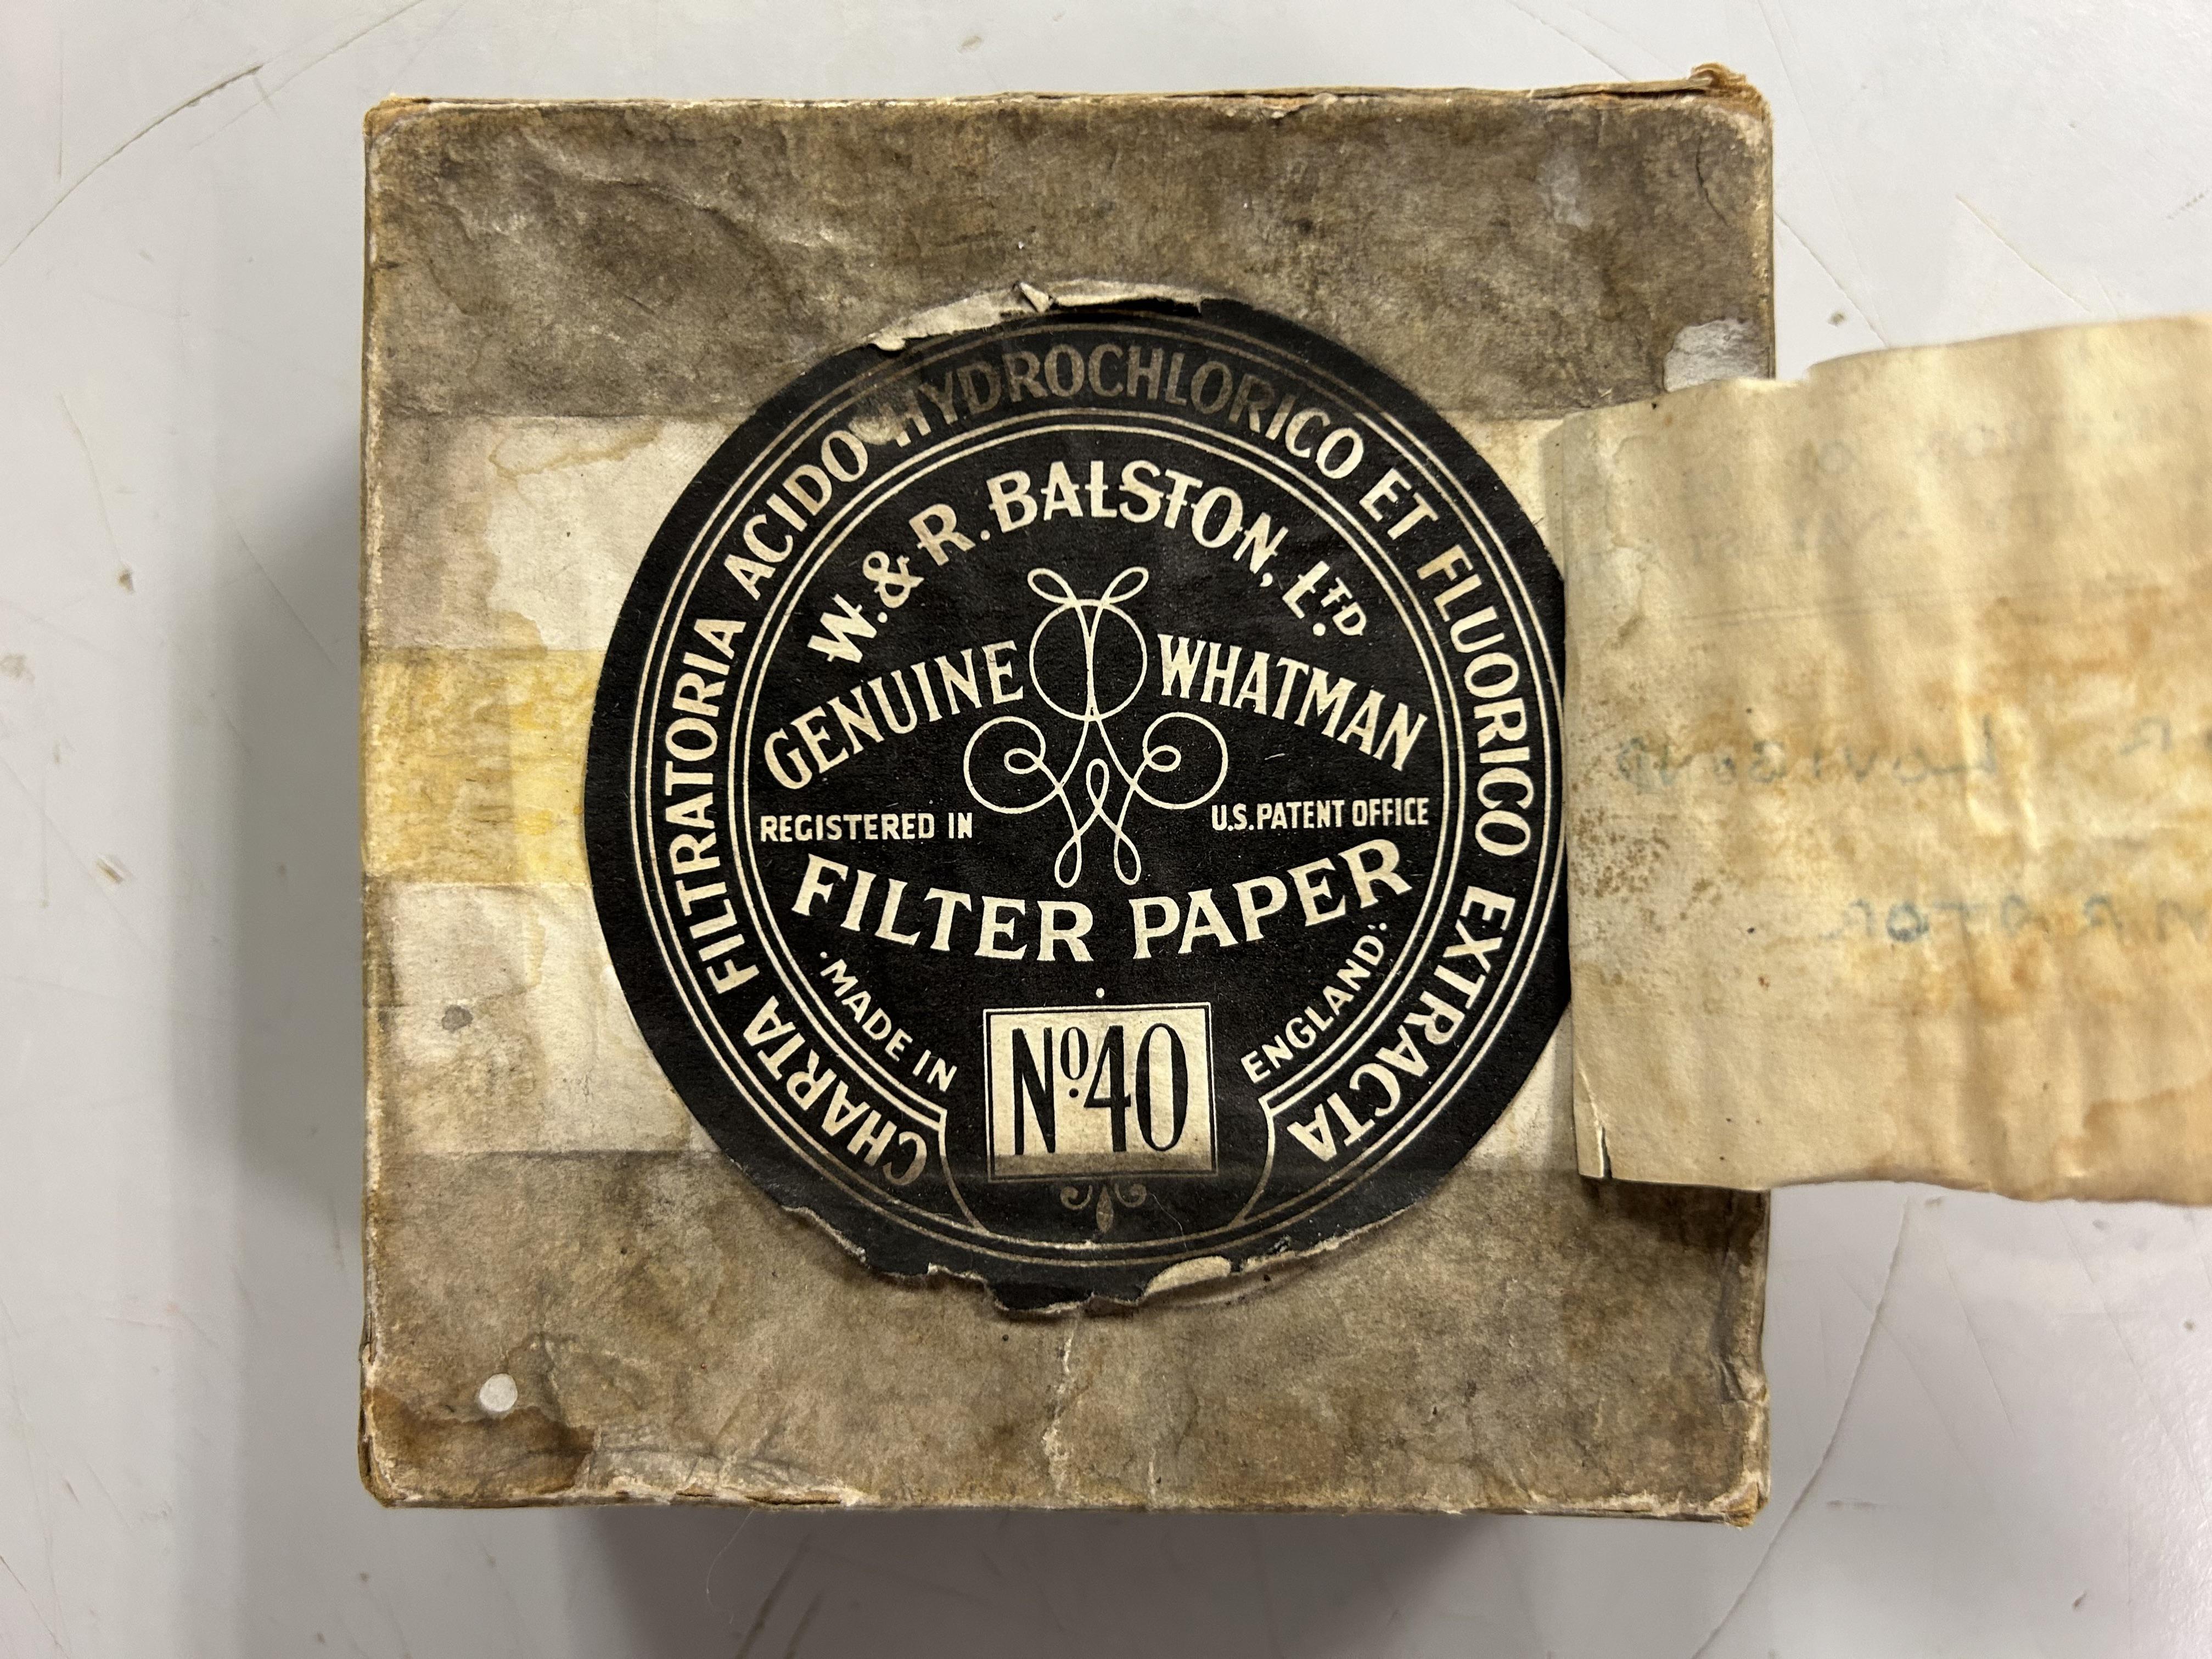 CHARTA FILTRATORIA ACIDO HYDROCHLORICO ET FLUORICO EXTRACTA
W. & R. BALSTON, LTD.
GENUINE WHATMAN
REGISTERED IN U.S. PATENT OFFICE
FILTER PAPER
·MADE IN ENGLAND·
No. 40